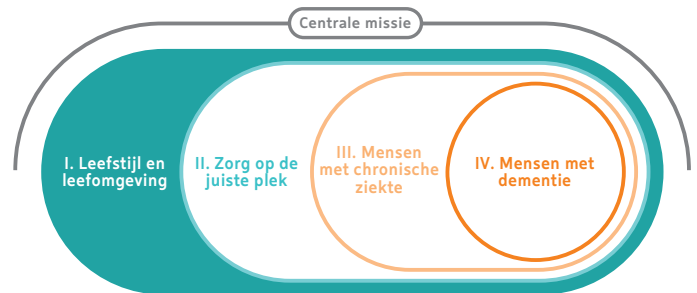 Centrale missie
I. Leefstijl en
leefomgeving
II. Zorg op de
juiste plek
III. Mensen
met chronische
ziekte
IV. Mensen met
dementie